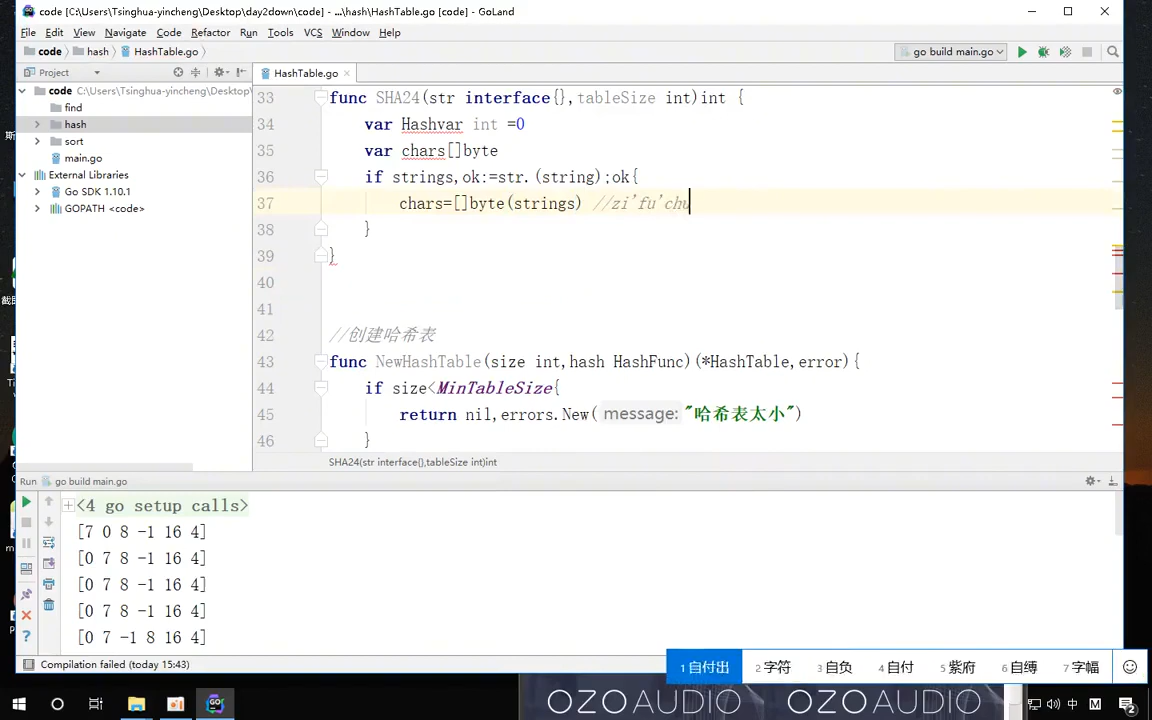 code [C:\Users\Tsinghua-yincheng\Desktop\day2down\code] - ...\hash\HashTable.go [code] - GoLand
File Edit View Navigate Code Refactor Run Tools VCS Window Help
code hash HashTable.go go build main.go
Project HashTable.go
code C:\Users\Tsinghua-yincheng\Desktop
find
hash
sort
main.go
External Libraries
Go SDK 1.10.1
GOPATH <code>
33 func SHA24(str interface{},tableSize int)int {
34 var Hashvar int =0
35 var chars[]byte
36 if strings,ok:=str.(string);ok{
37 chars=[]byte(strings) //zi'fu'chu
38 }
39 }
40
41
42 //创建哈希表
43 func NewHashTable(size int,hash HashFunc)(*HashTable,error){
44 if size<MinTableSize{
45 return nil,errors.New( message: "哈希表太小")
46 }
SHA24(str interface{},tableSize int)int
Run go build main.go
<4 go setup calls>
[7 0 8 -1 16 4]
[0 7 8 -1 16 4]
[0 7 8 -1 16 4]
[0 7 8 -1 16 4]
[0 7 -1 8 16 4]
Compilation failed (today 15:43)
1自付出 2字符 3自负 4自付 5紫府 6自缚 7字幅
OZO AUDIO OZO AUDIO
中 M 2